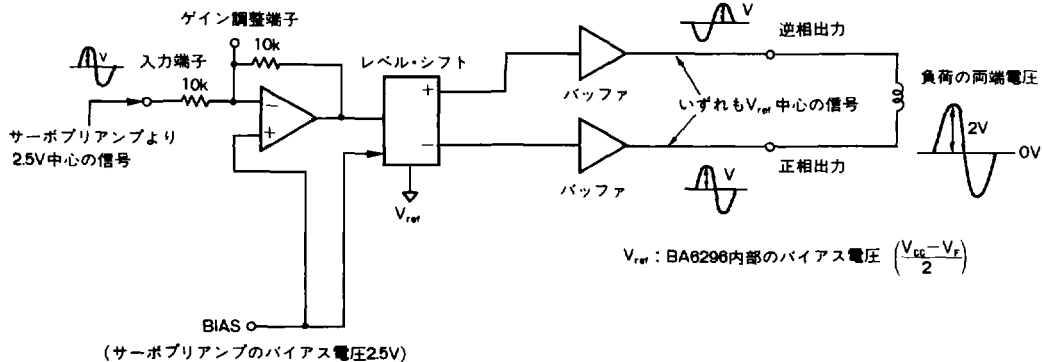 ゲイン調整端子
10k
V
入力端子
10k
サーボプリアンプより
2.5V中心の信号
−
+
レベル・シフト
+
−
Vref
バッファ
バッファ
V
逆相出力
いずれもVref中心の信号
正相出力
V
負荷の両端電圧
2V
0V
Vref：BA6296内部のバイアス電圧 (VCC−VF/2)
BIAS
(サーボプリアンプのバイアス電圧2.5V)